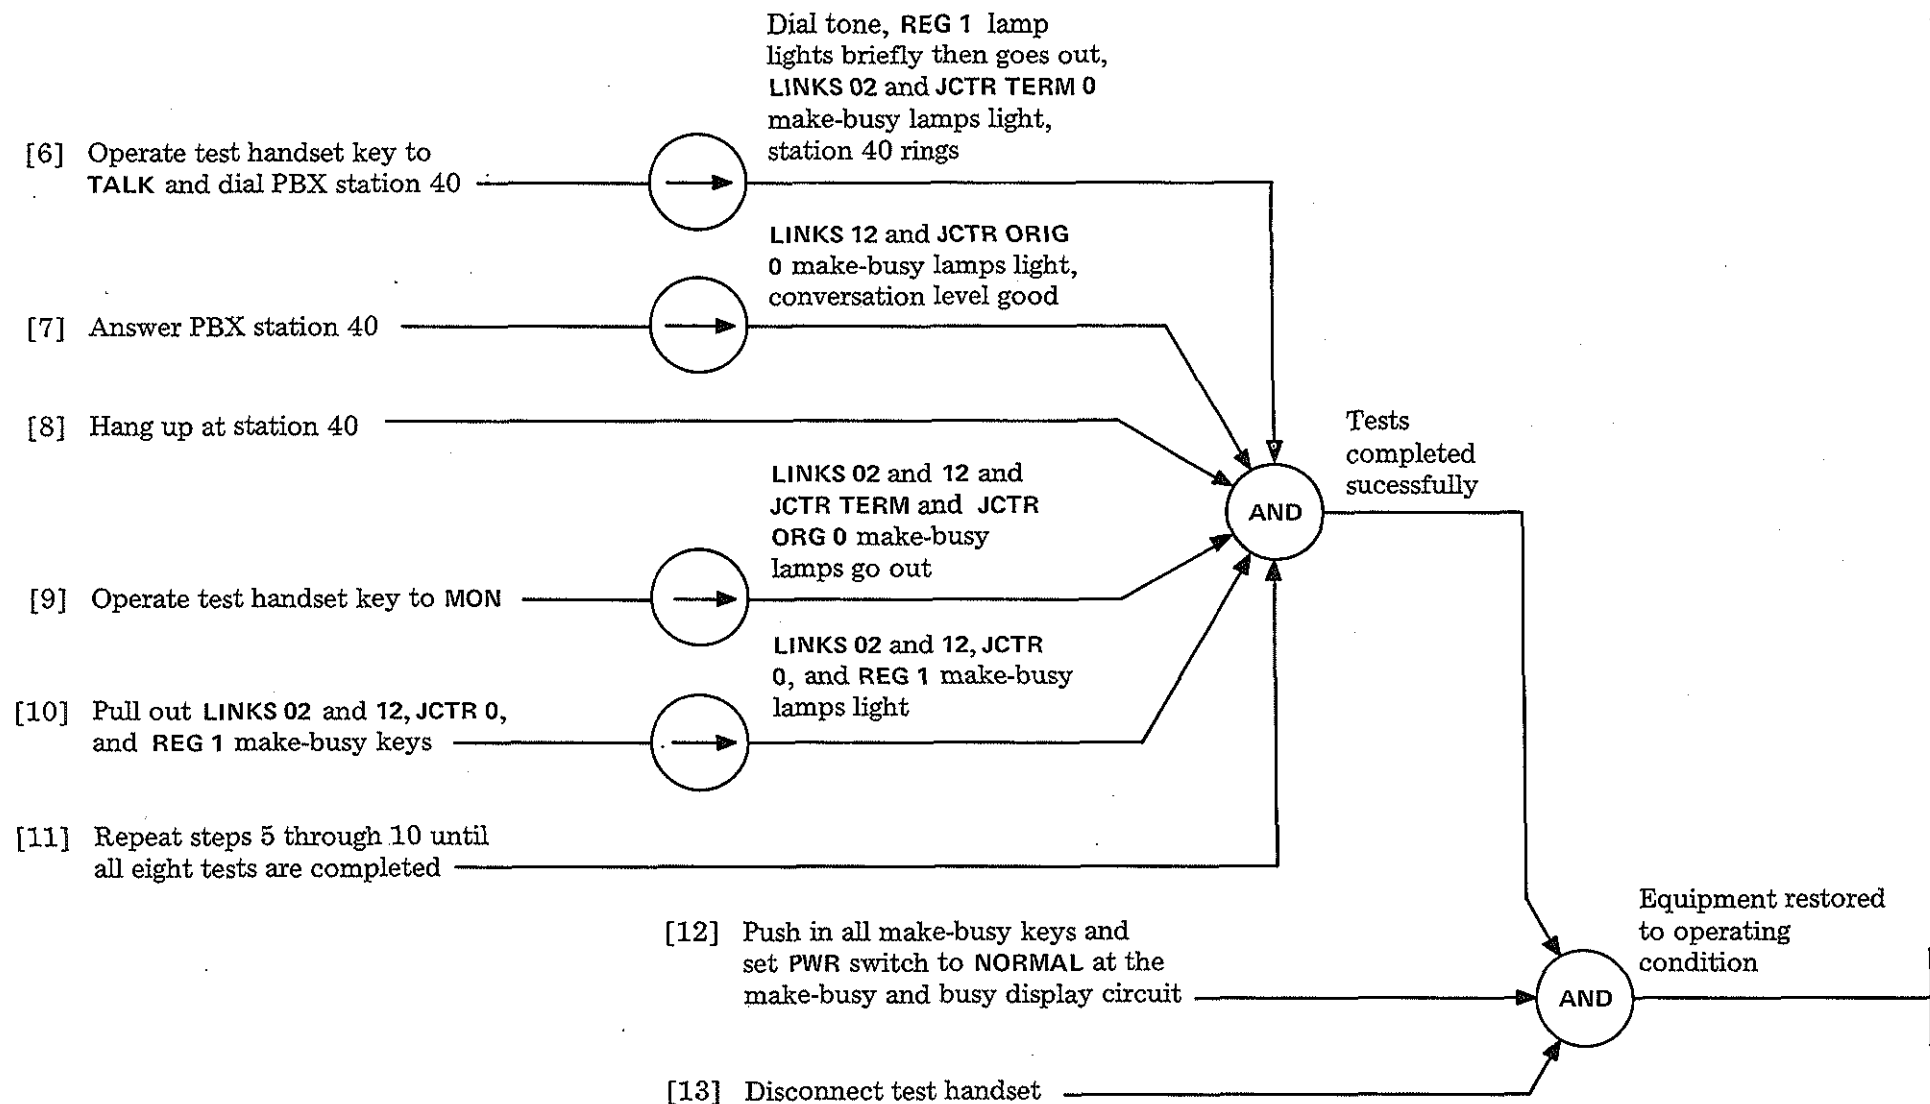 Dial tone, REG 1 lamp
lights briefly then goes out,
LINKS 02 and JCTR TERM 0
make-busy lamps light,
station 40 rings
[6] Operate test handset key to
TALK and dial PBX station 40
LINKS 12 and JCTR ORIG
0 make-busy lamps light,
conversation level good
[7] Answer PBX station 40
[8] Hang up at station 40
Tests
completed
sucessfully
AND
LINKS 02 and 12 and
JCTR TERM and JCTR
ORG 0 make-busy
lamps go out
[9] Operate test handset key to MON
LINKS 02 and 12, JCTR
0, and REG 1 make-busy
lamps light
[10] Pull out LINKS 02 and 12, JCTR 0,
and REG 1 make-busy keys
[11] Repeat steps 5 through 10 until
all eight tests are completed
[12] Push in all make-busy keys and
set PWR switch to NORMAL at the
make-busy and busy display circuit
Equipment restored
to operating
condition
AND
[13] Disconnect test handset